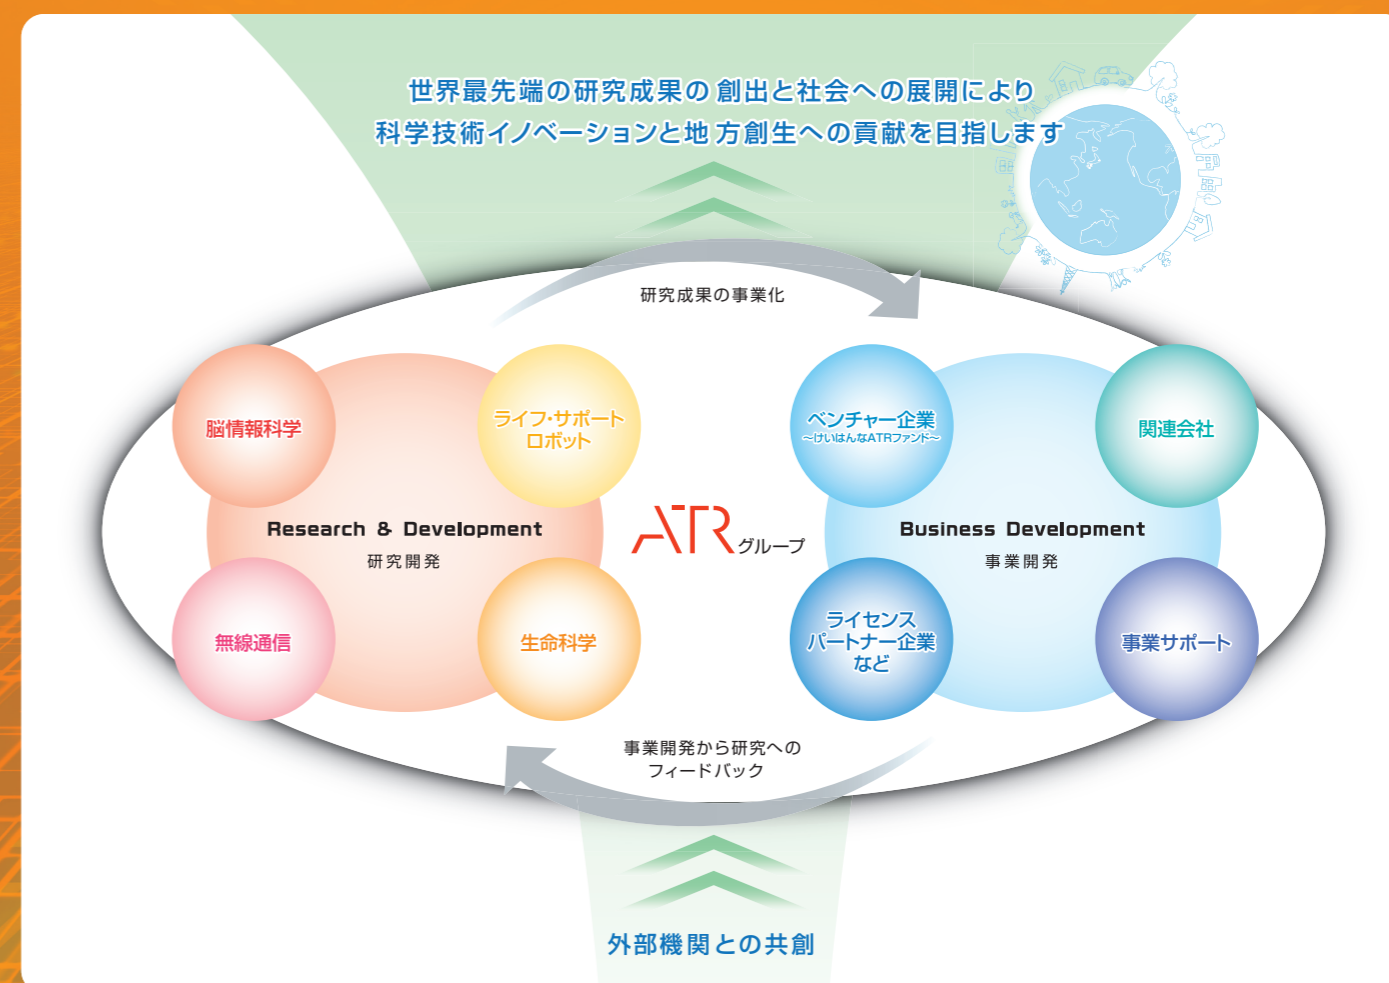 世界最先端の研究成果の創出と社会への展開により
科学技術イノベーションと地方創生への貢献を目指します
研究成果の事業化
脳情報科学
ライフ・サポート
ロボット
ベンチャー企業
~けいはんなATRファンド~
関連会社
Research & Development
研究開発
ATRグループ
Business Development
事業開発
無線通信
生命科学
ライセンス
パートナー企業
など
事業サポート
事業開発から研究への
フィードバック
外部機関との共創